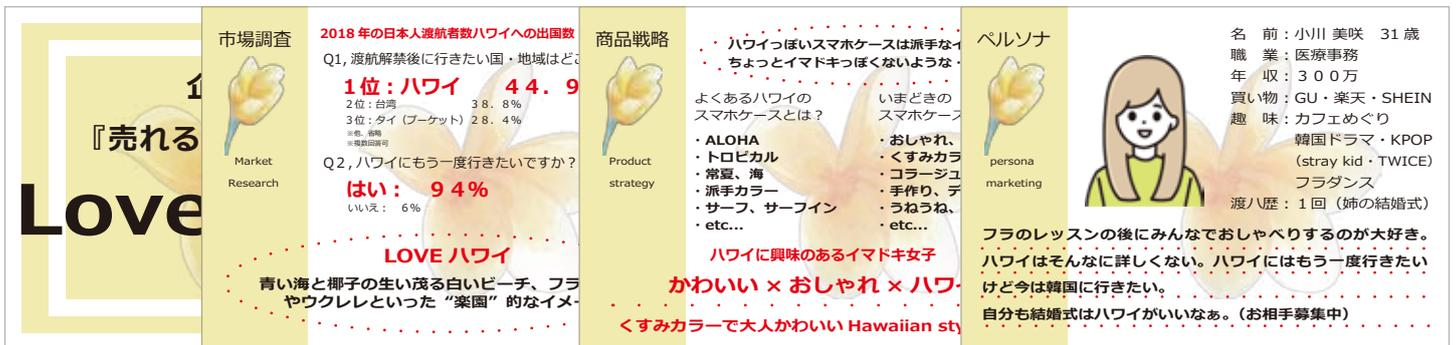 企
『売れる
Love
市場調査
Market
Research
2018年の日本人渡航者数ハワイへの出国数
Q1, 渡航解禁後に行きたい国・地域はどこ
1位：ハワイ　44. 9
2位：台湾　38. 8%
3位：タイ（プーケット）28. 4%
※他、省略
※複数回答可
Q2, ハワイにもう一度行きたいですか？
はい：　94%
いいえ：　6%
LOVE ハワイ
青い海と椰子の生い茂る白いビーチ、フラ
やウクレレといった“楽園”的なイメー
商品戦略
Product
strategy
ハワイっぽいスマホケースは派手なイ
ちょっとイマドキっぽくないような・
よくあるハワイの
スマホケースとは？
・ALOHA
・トロピカル
・常夏、海
・派手カラー
・サーフ、サーフイン
・etc...
いまどきの
スマホケース
・おしゃれ、
・くすみカラ
・コラージュ
・手作り、デ
・うねうね、
・etc...
ハワイに興味のあるイマドキ女子
かわいい × おしゃれ × ハワイ
くすみカラーで大人かわいい Hawaiian sty
ペルソナ
persona
marketing
名　前：小川 美咲　31歳
職　業：医療事務
年　収：３００万
買い物：GU・楽天・SHEIN
趣　味：カフェめぐり
韓国ドラマ・KPOP
（stray kid・TWICE）
フラダンス
渡ハ歴：１回（姉の結婚式）
フラのレッスンの後にみんなでおしゃべりするのが大好き。
ハワイはそんなに詳しくない。ハワイにはもう一度行きたい
けど今は韓国に行きたい。
自分も結婚式はハワイがいいなぁ。（お相手募集中）